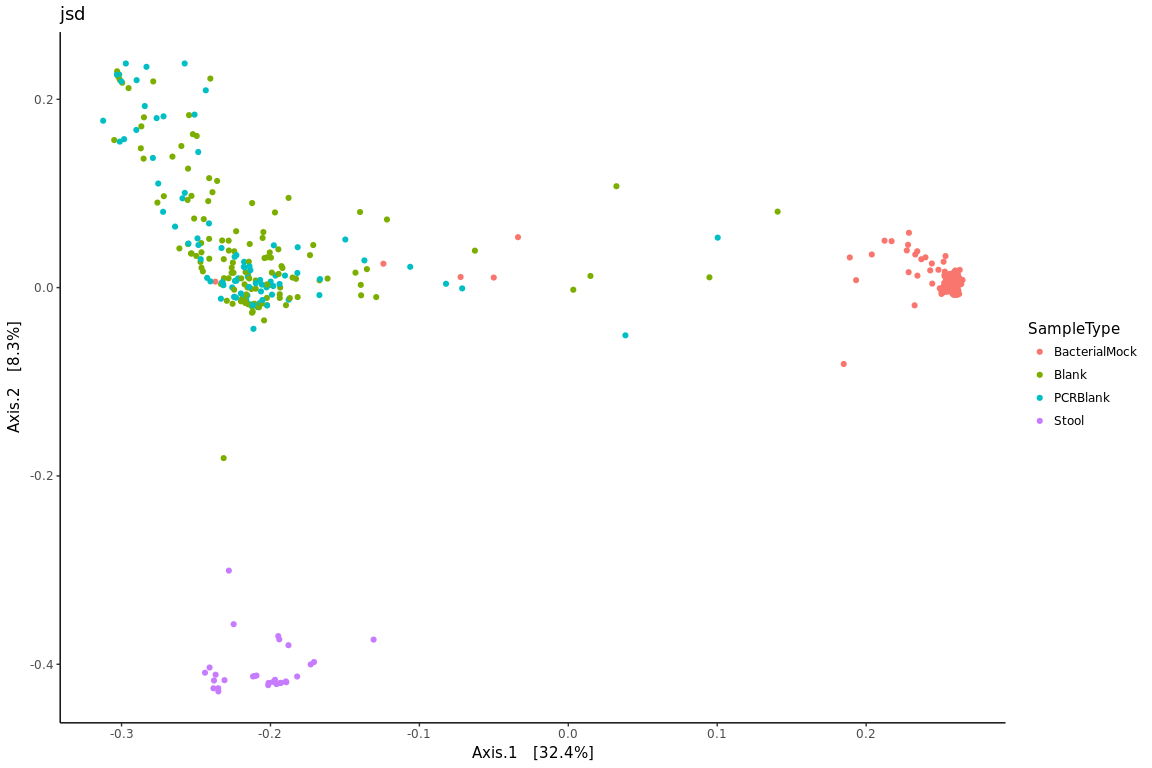 jsd
0.2
0.0
-0.2
-0.4
Axis.2 [8.3%]
-0.3
-0.2
-0.1
0.0
0.1
0.2
Axis.1 [32.4%]
SampleType
BacterialMock
Blank
PCRBlank
Stool